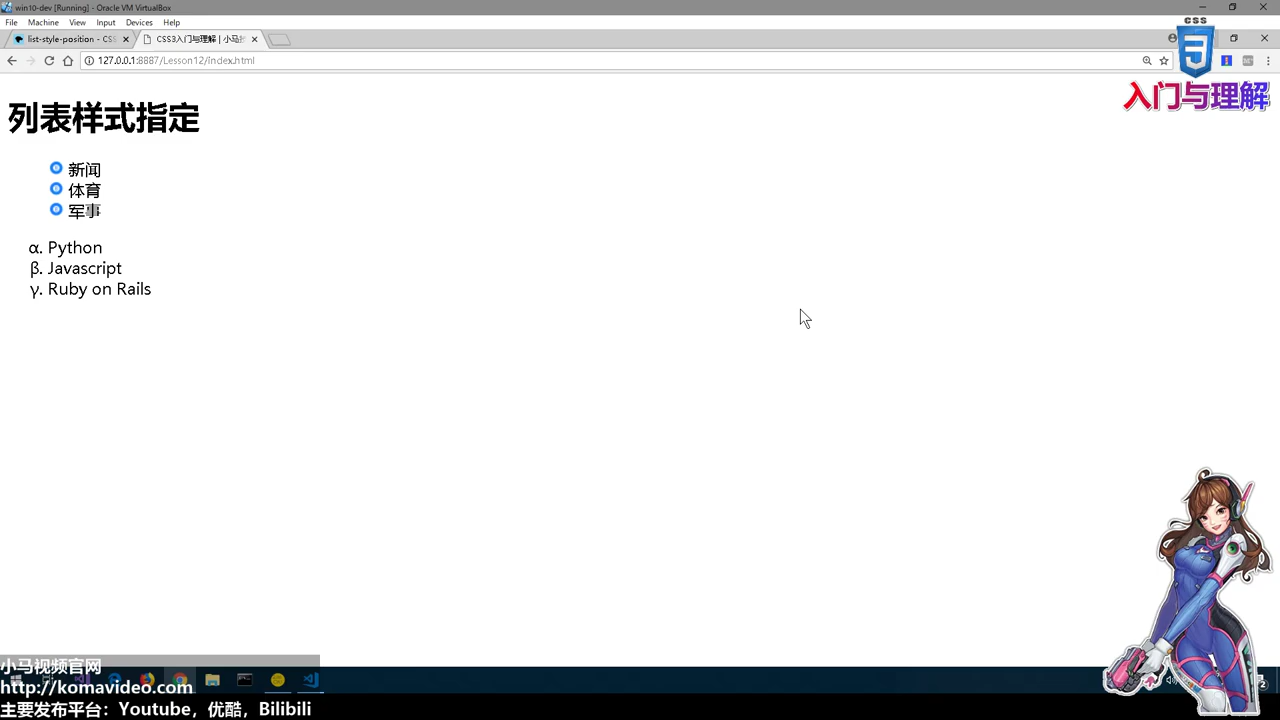 win10-dev [Running] - Oracle VM VirtualBox
File Machine View Input Devices Help
list-style-position - CSS
CSS3入门与理解 | 小马
127.0.0.1:8887/Lesson12/index.html
CSS
3
入门与理解
列表样式指定
新闻
体育
军事
α. Python
β. Javascript
γ. Ruby on Rails
小马视频官网
http://komavideo.com
主要发布平台：Youtube，优酷，Bilibili